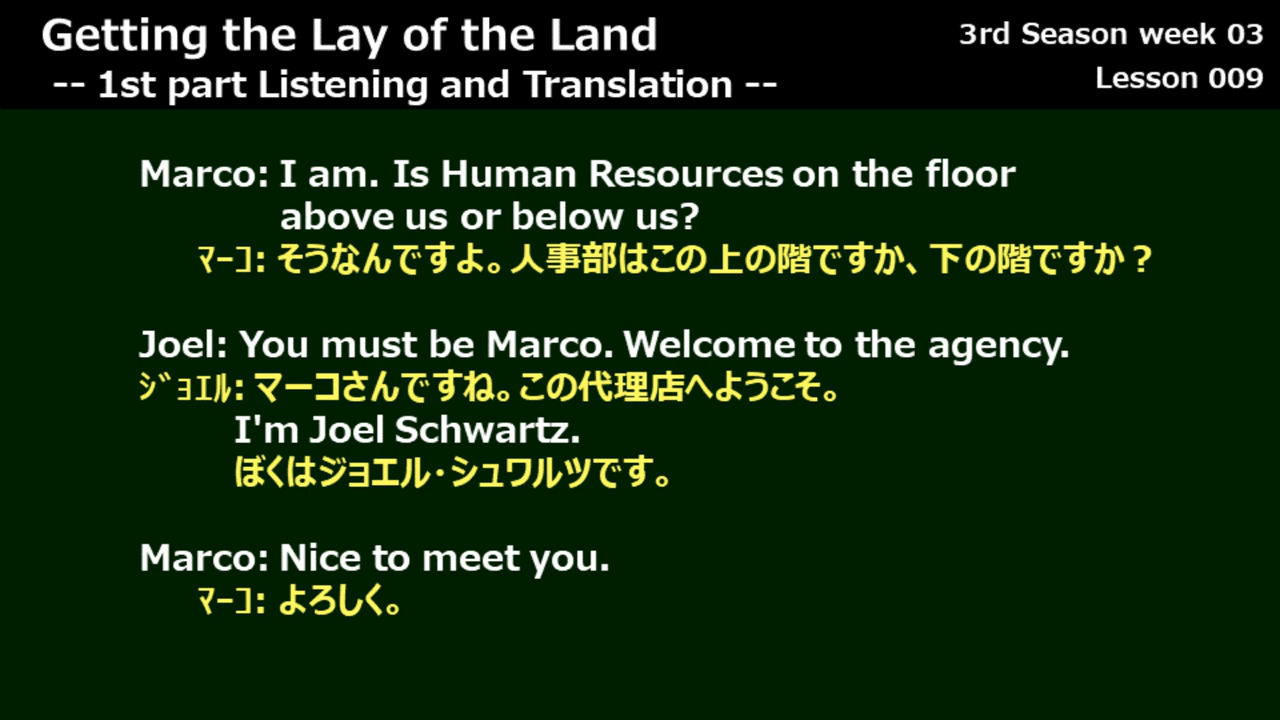 Getting the Lay of the Land
3rd Season week 03
-- 1st part Listening and Translation --
Lesson 009
Marco: I am. Is Human Resources on the floor
above us or below us?
ﾏｰｺ: そうなんですよ。人事部はこの上の階ですか、下の階ですか？
Joel: You must be Marco. Welcome to the agency.
ｼﾞｮｴﾙ: マーコさんですね。この代理店へようこそ。
I'm Joel Schwartz.
ぼくはジョエル・シュワルツです。
Marco: Nice to meet you.
ﾏｰｺ: よろしく。